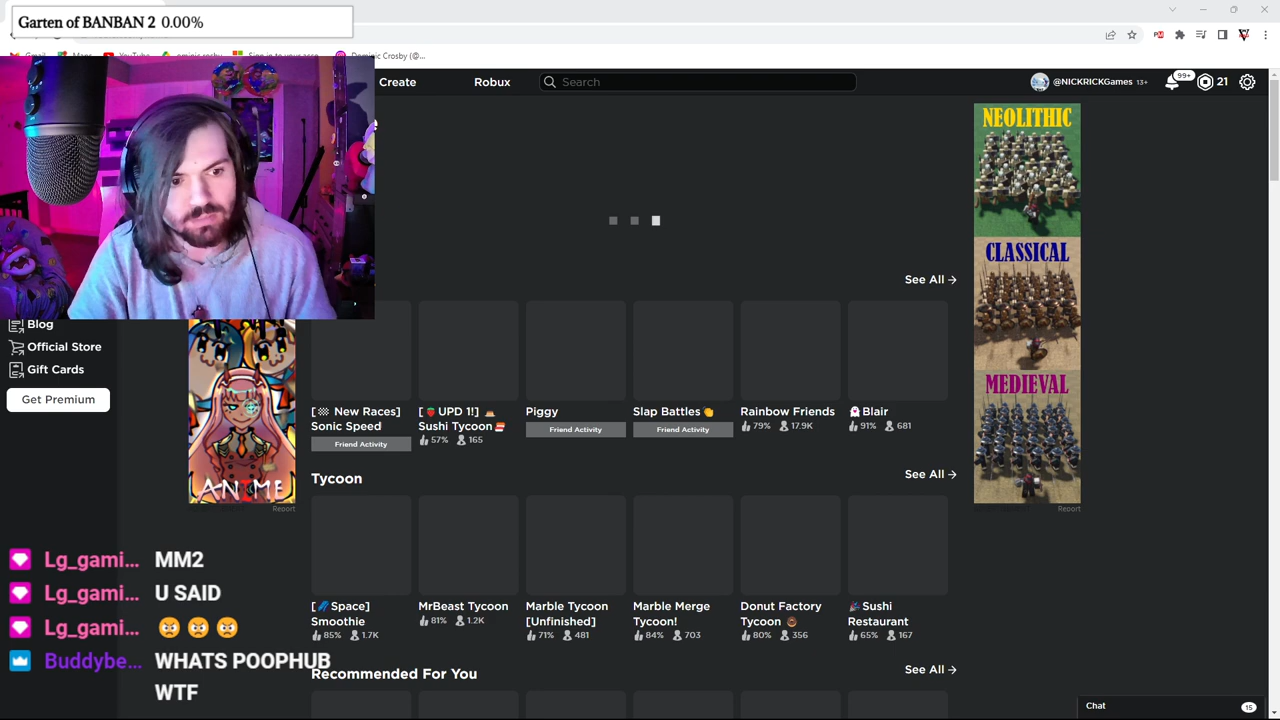 Garten of BANBAN 2 0.00%
Create
Robux
Search
@NICKRICKGames 13+
99+
21
NEOLITHIC
CLASSICAL
MEDIEVAL
See All →
Blog
Official Store
Gift Cards
Get Premium
ANIME
Report
Report
[🏁 New Races] Sonic Speed
Friend Activity
[🍓UPD 1!] 🍣 Sushi Tycoon 🍣
57% 165
Piggy
Friend Activity
Slap Battles👏
Friend Activity
Rainbow Friends
79% 17.9K
👻Blair
91% 681
Tycoon
See All →
[🌌Space] Smoothie
85% 1.7K
MrBeast Tycoon
81% 1.2K
Marble Tycoon [Unfinished]
71% 481
Marble Merge Tycoon!
84% 703
Donut Factory Tycoon 🍩
80% 356
🎉Sushi Restaurant
65% 167
Recommended For You
See All →
Lg_gami... MM2
Lg_gami... U SAID
Lg_gami... 😡 😡 😡
Buddybe... WHATS POOPHUB
WTF
Chat
15